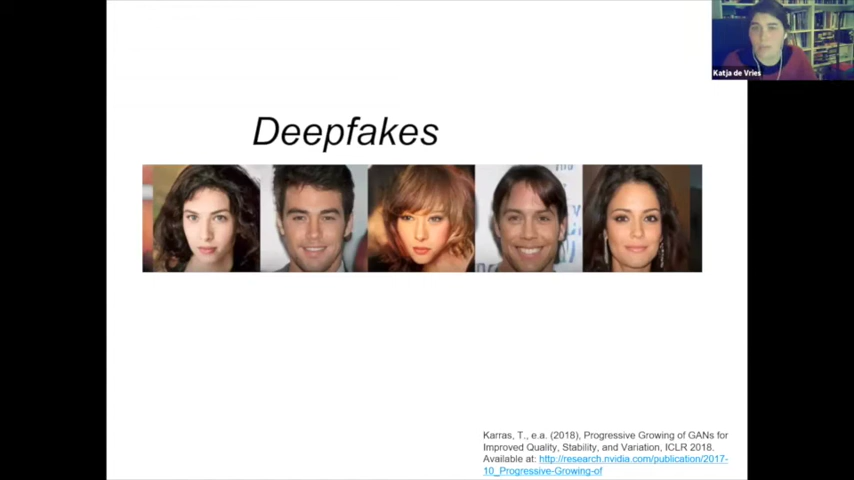 Katja de Vries
Deepfakes
Karras, T., e.a. (2018), Progressive Growing of GANs for
Improved Quality, Stability, and Variation, ICLR 2018.
Available at: http://research.nvidia.com/publication/2017-
10_Progressive-Growing-of